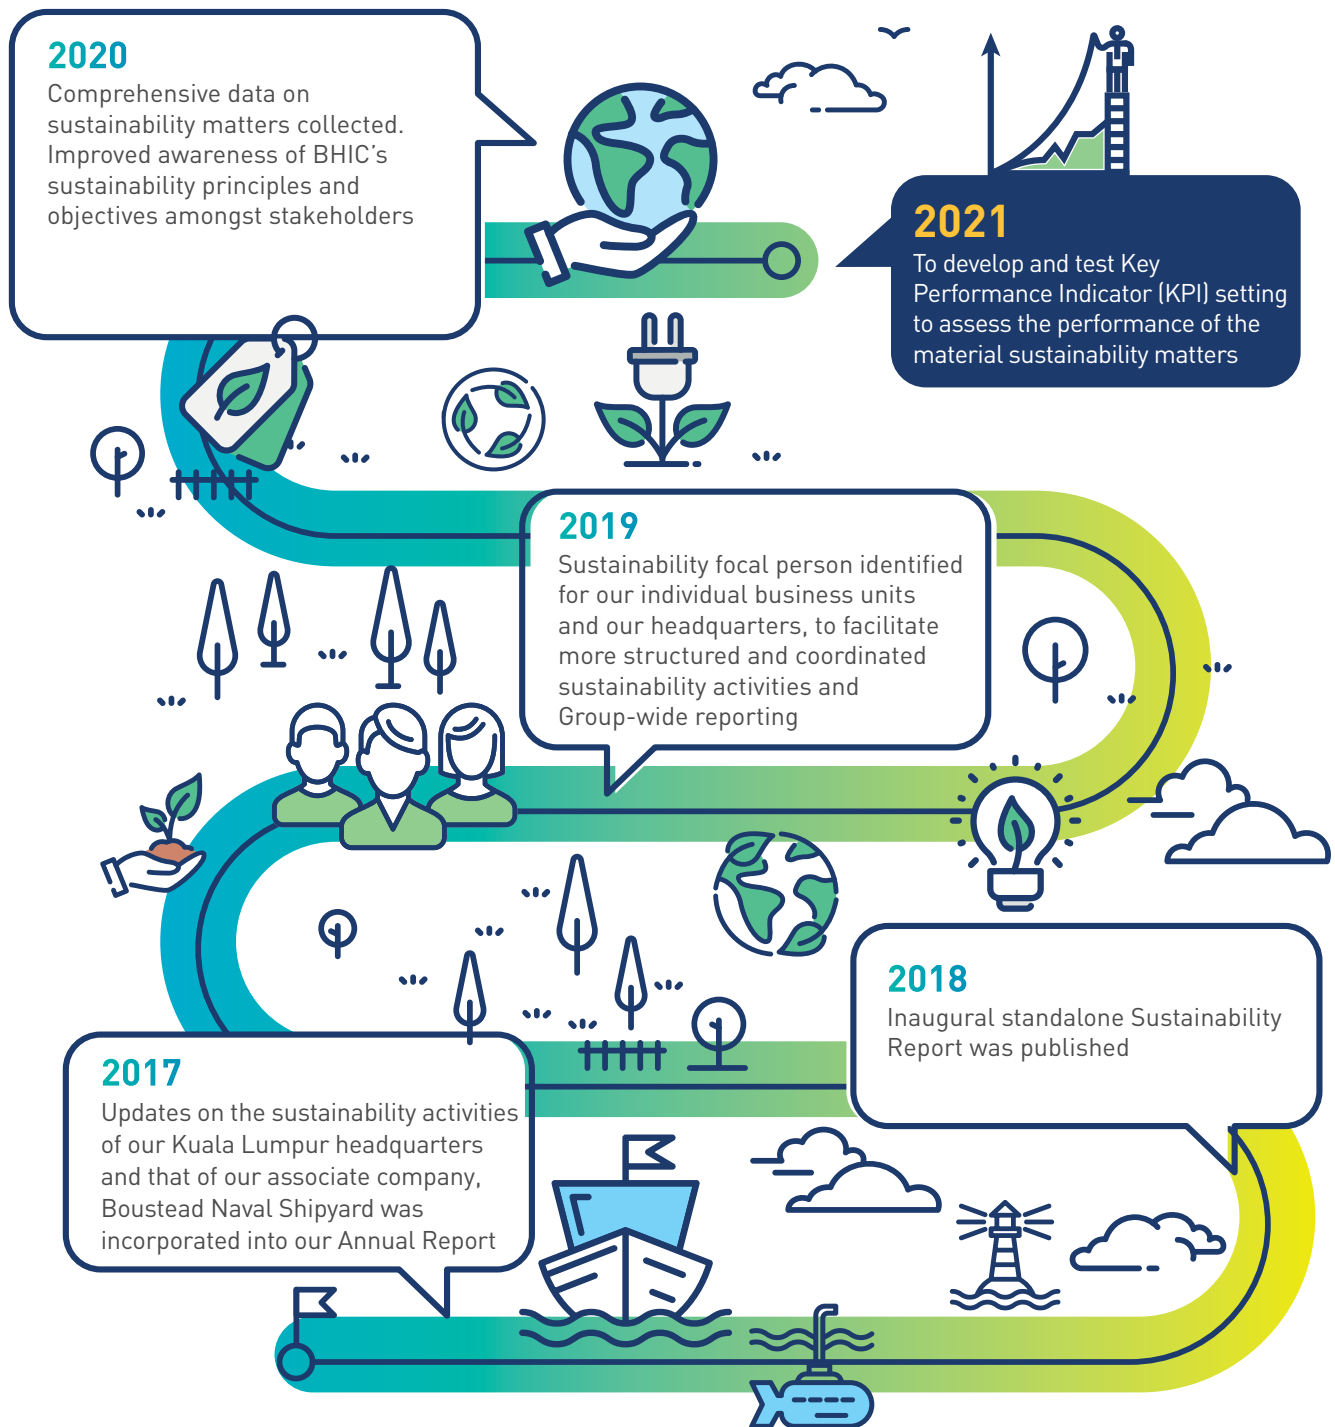 2020
Comprehensive data on
sustainability matters collected.
Improved awareness of BHIC's
sustainability principles and
objectives amongst stakeholders
2021
To develop and test Key
Performance Indicator (KPI) setting
to assess the performance of the
material sustainability matters
2019
Sustainability focal person identified
for our individual business units
and our headquarters, to facilitate
more structured and coordinated
sustainability activities and
Group-wide reporting
2018
Inaugural standalone Sustainability
Report was published
2017
Updates on the sustainability activities
of our Kuala Lumpur headquarters
and that of our associate company,
Boustead Naval Shipyard was
incorporated into our Annual Report